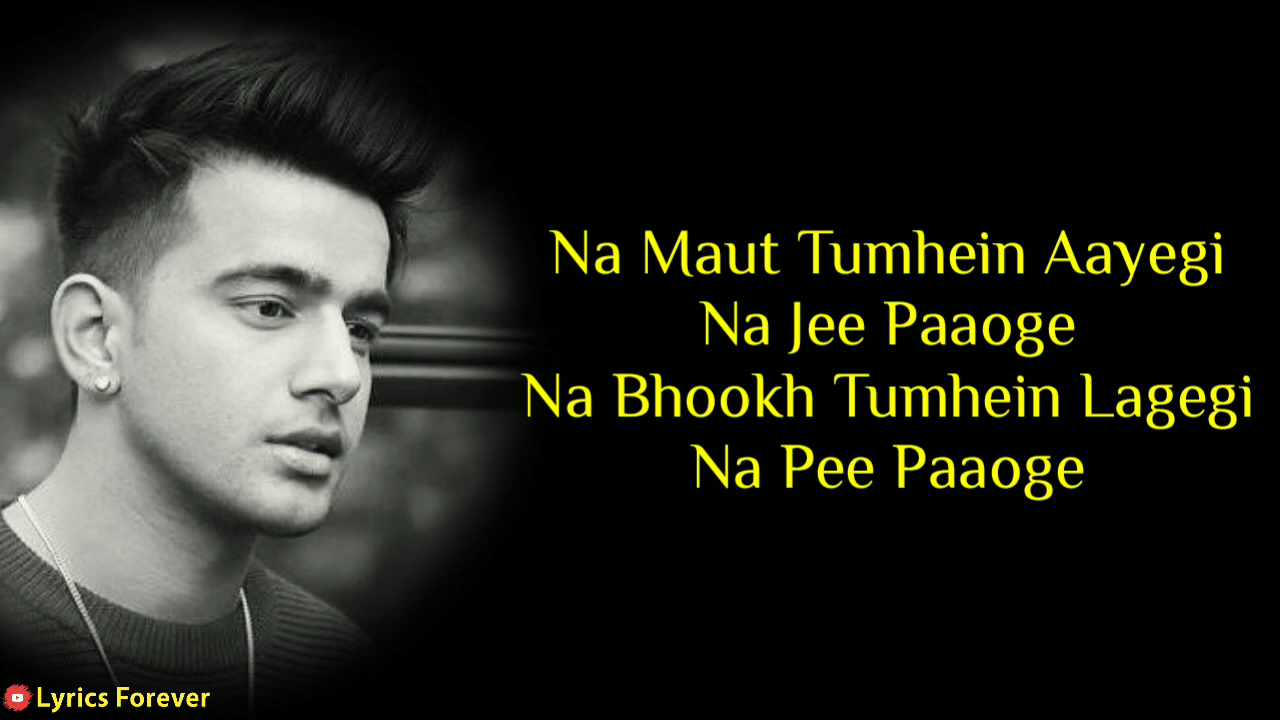 Na Maut Tumhein Aayegi
Na Jee Paaoge
Na Bhookh Tumhein Lagegi
Na Pee Paaoge
Lyrics Forever